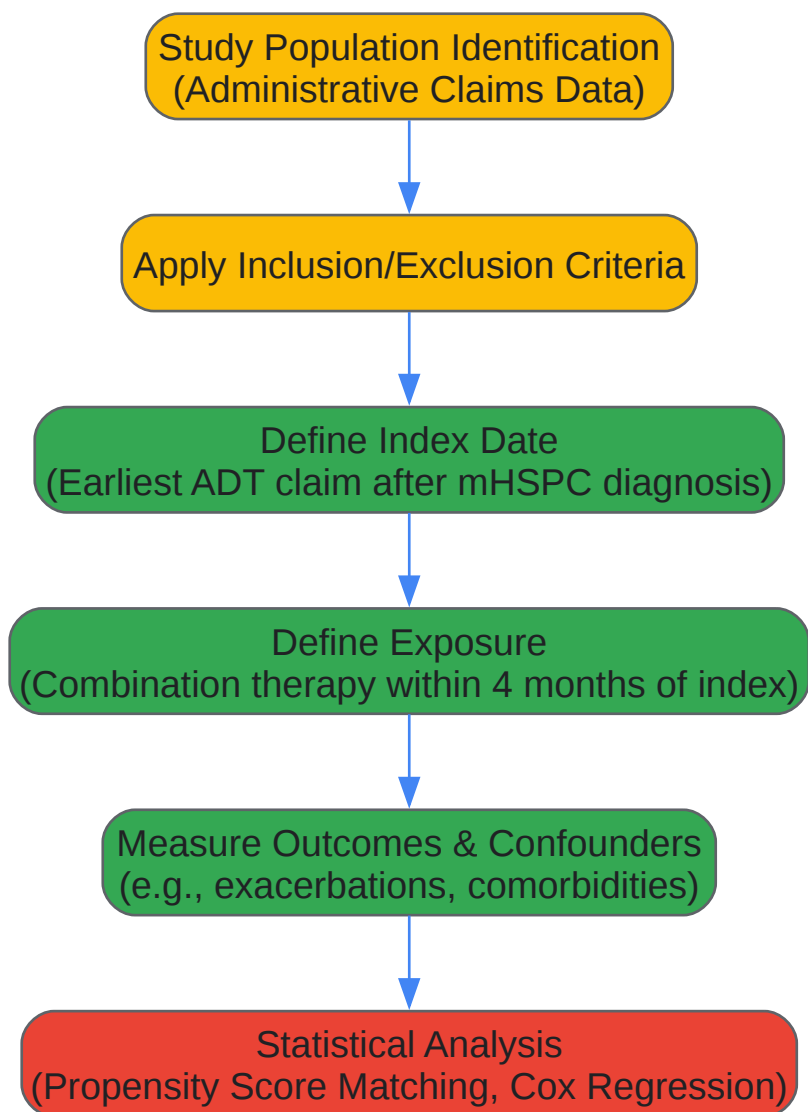 Study Population Identification
(Administrative Claims Data)
Apply Inclusion/Exclusion Criteria
Define Index Date
(Earliest ADT claim after mHSPC diagnosis)
Define Exposure
(Combination therapy within 4 months of index)
Measure Outcomes & Confounders
(e.g., exacerbations, comorbidities)
Statistical Analysis
(Propensity Score Matching, Cox Regression)